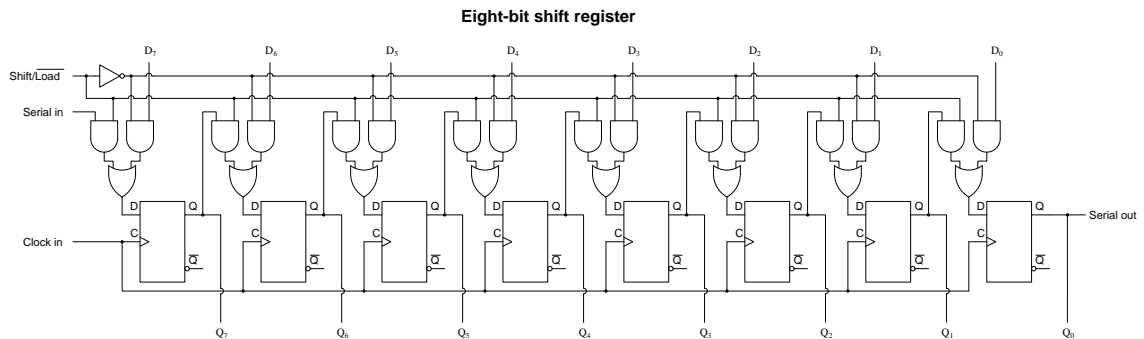 Eight-bit shift register
D7 D6 D5 D4 D3 D2 D1 D0
Shift/L̅o̅a̅d̅
Serial in
D Q D Q D Q D Q D Q D Q D Q D Q
Serial out
Clock in
C C C C C C C C
Q̅ Q̅ Q̅ Q̅ Q̅ Q̅ Q̅ Q̅
Q7 Q6 Q5 Q4 Q3 Q2 Q1 Q0